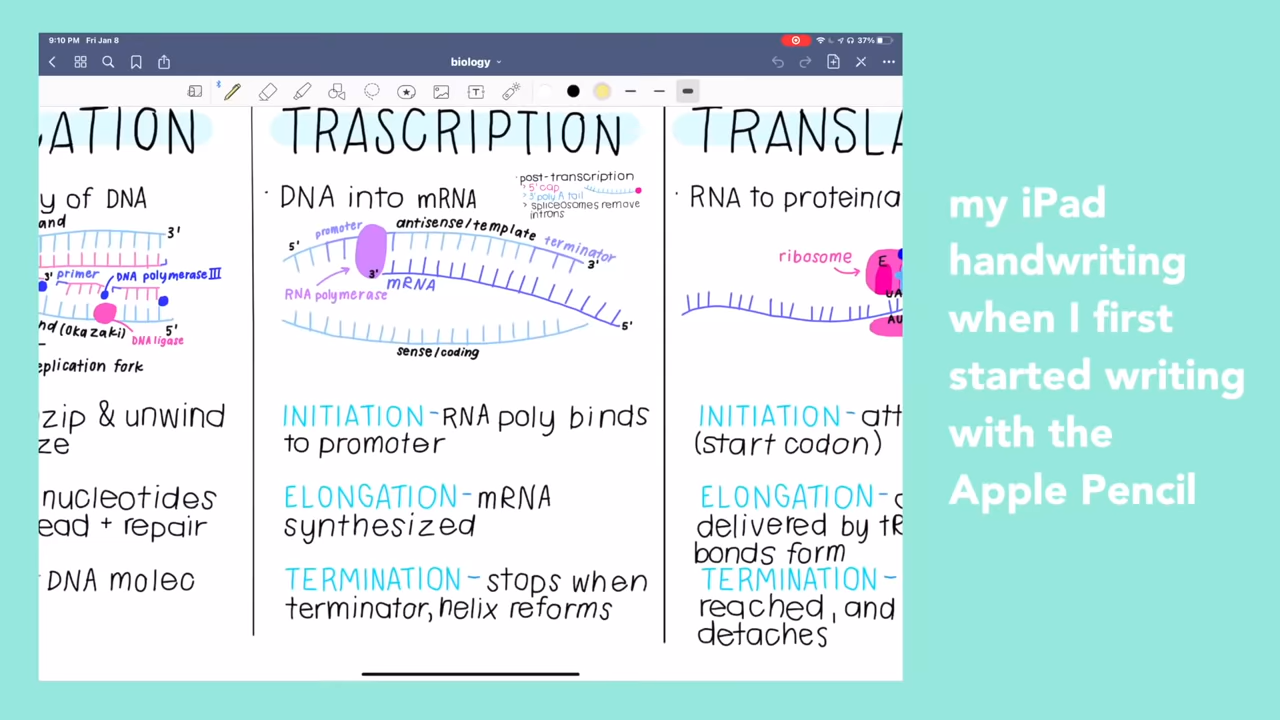 9:10 PM Fri Jan 8
37%
biology
CATION
y of DNA
and
3'
3' primer
DNA polymerase III
nd (Okazaki)
5'
DNA ligase
eplication fork
zip & unwind
ze
nucleotides
ead + repair
DNA molec
TRASCRIPTION
· DNA into mRNA
· post-transcription
> 5' cap
> 3' poly A tail
> spliceosomes remove
introns
promoter
antisense/template
terminator
5'
3'
3'
mRNA
RNA polymerase
5'
sense/coding
INITIATION - RNA poly binds
to promoter
ELONGATION - mRNA
synthesized
TERMINATION - stops when
terminator, helix reforms
TRANSLA
· RNA to protein(a
ribosome
E
UA
AU
INITIATION - att
(start codon)
ELONGATION -
delivered by tR
bonds form
TERMINATION -
reached, and
detaches
my iPad
handwriting
when I first
started writing
with the
Apple Pencil